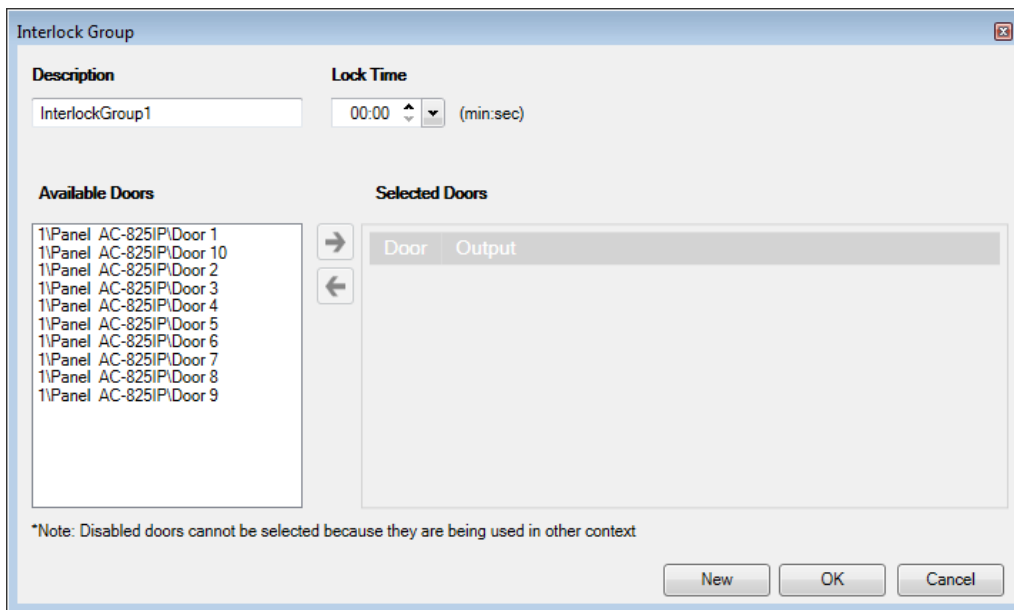 Interlock Group
Description Lock Time
InterlockGroup1 00:00 (min:sec)
Available Doors Selected Doors
1\Panel AC-825IP\Door 1
1\Panel AC-825IP\Door 10
1\Panel AC-825IP\Door 2
1\Panel AC-825IP\Door 3
1\Panel AC-825IP\Door 4
1\Panel AC-825IP\Door 5
1\Panel AC-825IP\Door 6
1\Panel AC-825IP\Door 7
1\Panel AC-825IP\Door 8
1\Panel AC-825IP\Door 9
Door Output
*Note: Disabled doors cannot be selected because they are being used in other context
New OK Cancel